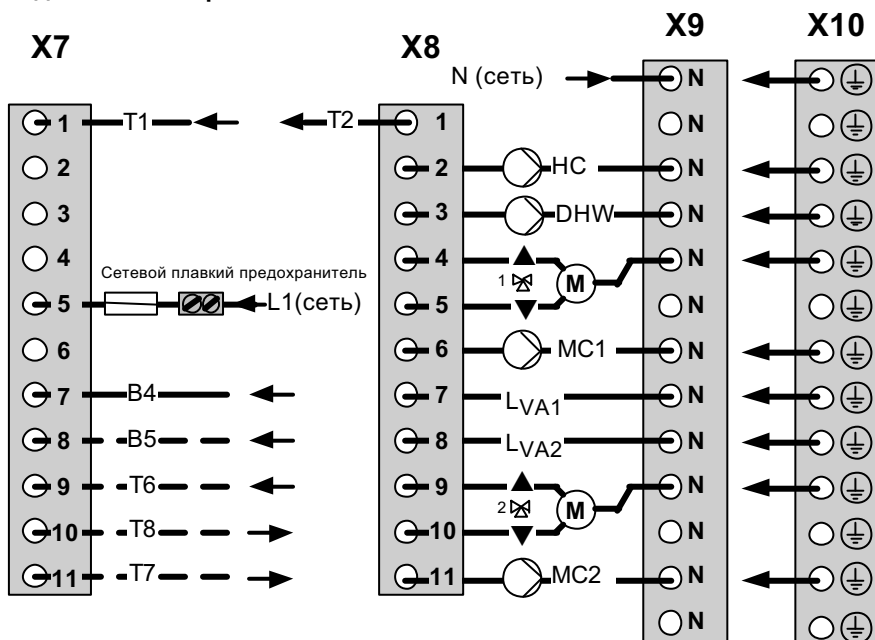 X7
X8
X9
X10
N (сеть)
N
1
T1
T2
1
N
2
2
HC
N
3
3
DHW
N
4
Сетевой плавкий предохранитель
4
1
M
N
5
L1(сеть)
5
N
6
6
MC1
N
7
B4
7
LVA1
N
8
B5
8
LVA2
N
9
T6
9
2
M
N
10
T8
10
N
11
T7
11
MC2
N
N